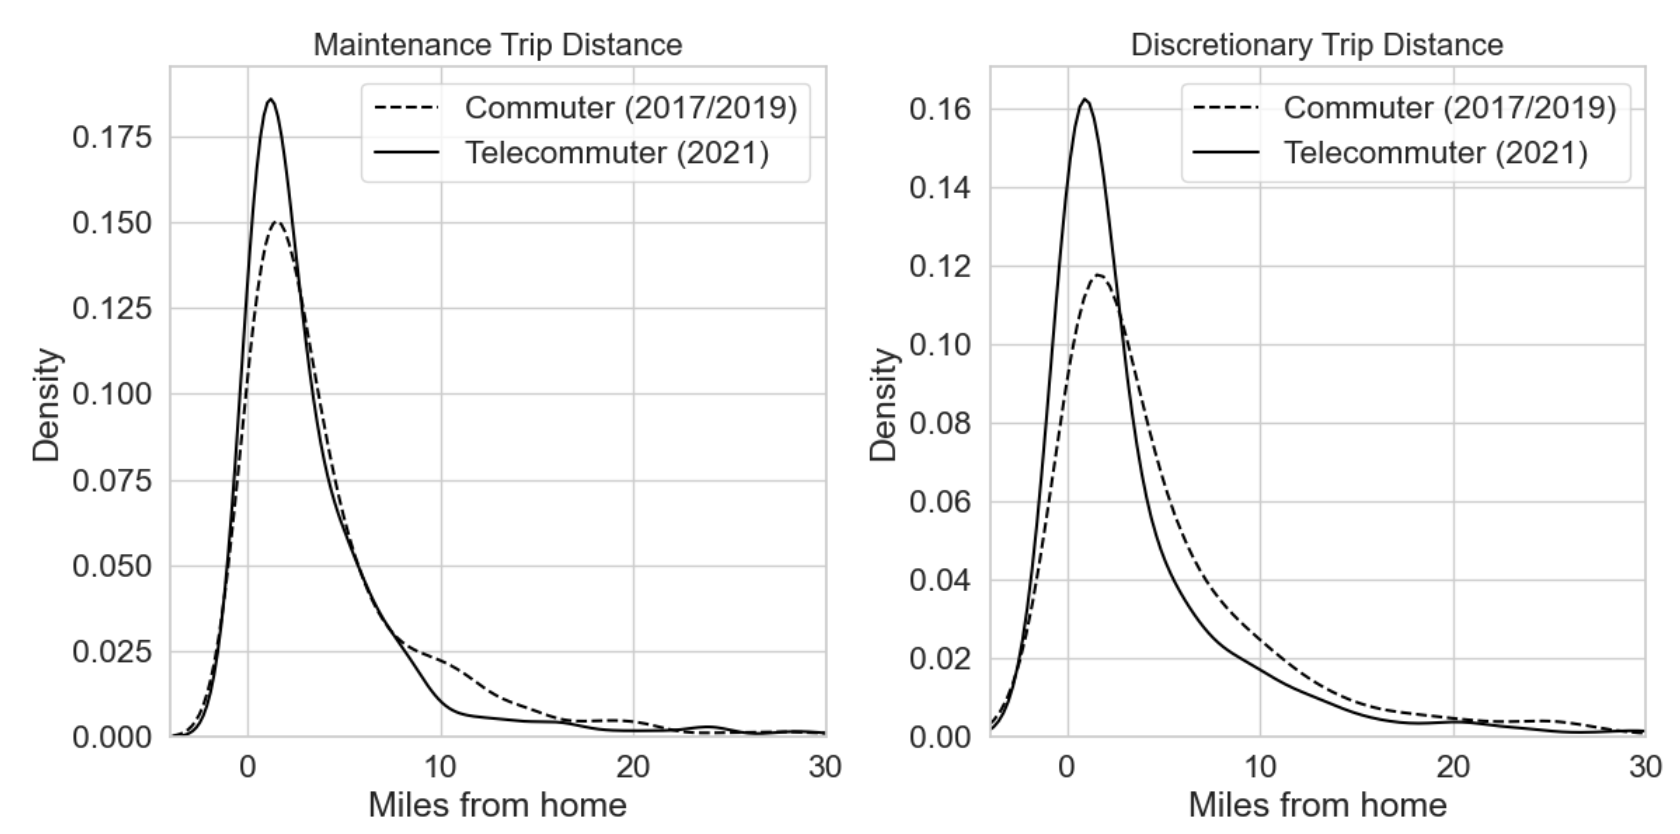 Maintenance Trip Distance
Commuter (2017/2019)
Telecommuter (2021)
0.175
0.150
0.125
0.100
0.075
0.050
0.025
0.000
Density
0 10 20 30
Miles from home
Discretionary Trip Distance
Commuter (2017/2019)
Telecommuter (2021)
0.16
0.14
0.12
0.10
0.08
0.06
0.04
0.02
0.00
Density
0 10 20 30
Miles from home